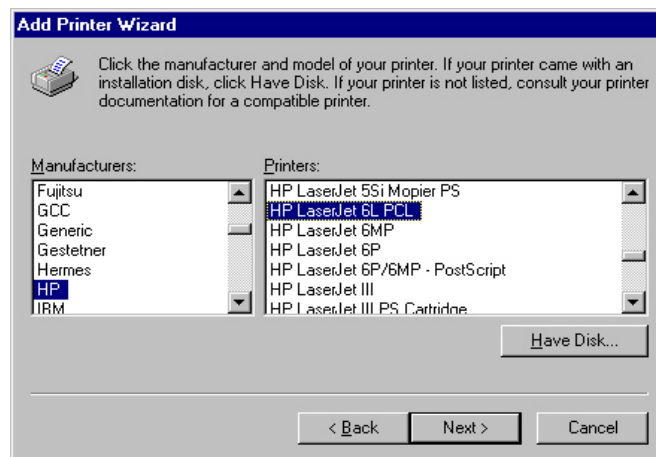 Add Printer Wizard
Click the manufacturer and model of your printer. If your printer came with an
installation disk, click Have Disk. If your printer is not listed, consult your printer
documentation for a compatible printer.
Manufacturers:
Fujitsu
GCC
Generic
Gestetner
Hermes
HP
IBM
Printers:
HP LaserJet 5Si Mopier PS
HP LaserJet 6L PCL
HP LaserJet 6MP
HP LaserJet 6P
HP LaserJet 6P/6MP - PostScript
HP LaserJet III
HP LaserJet III PS Cartridge
Have Disk...
< Back
Next >
Cancel